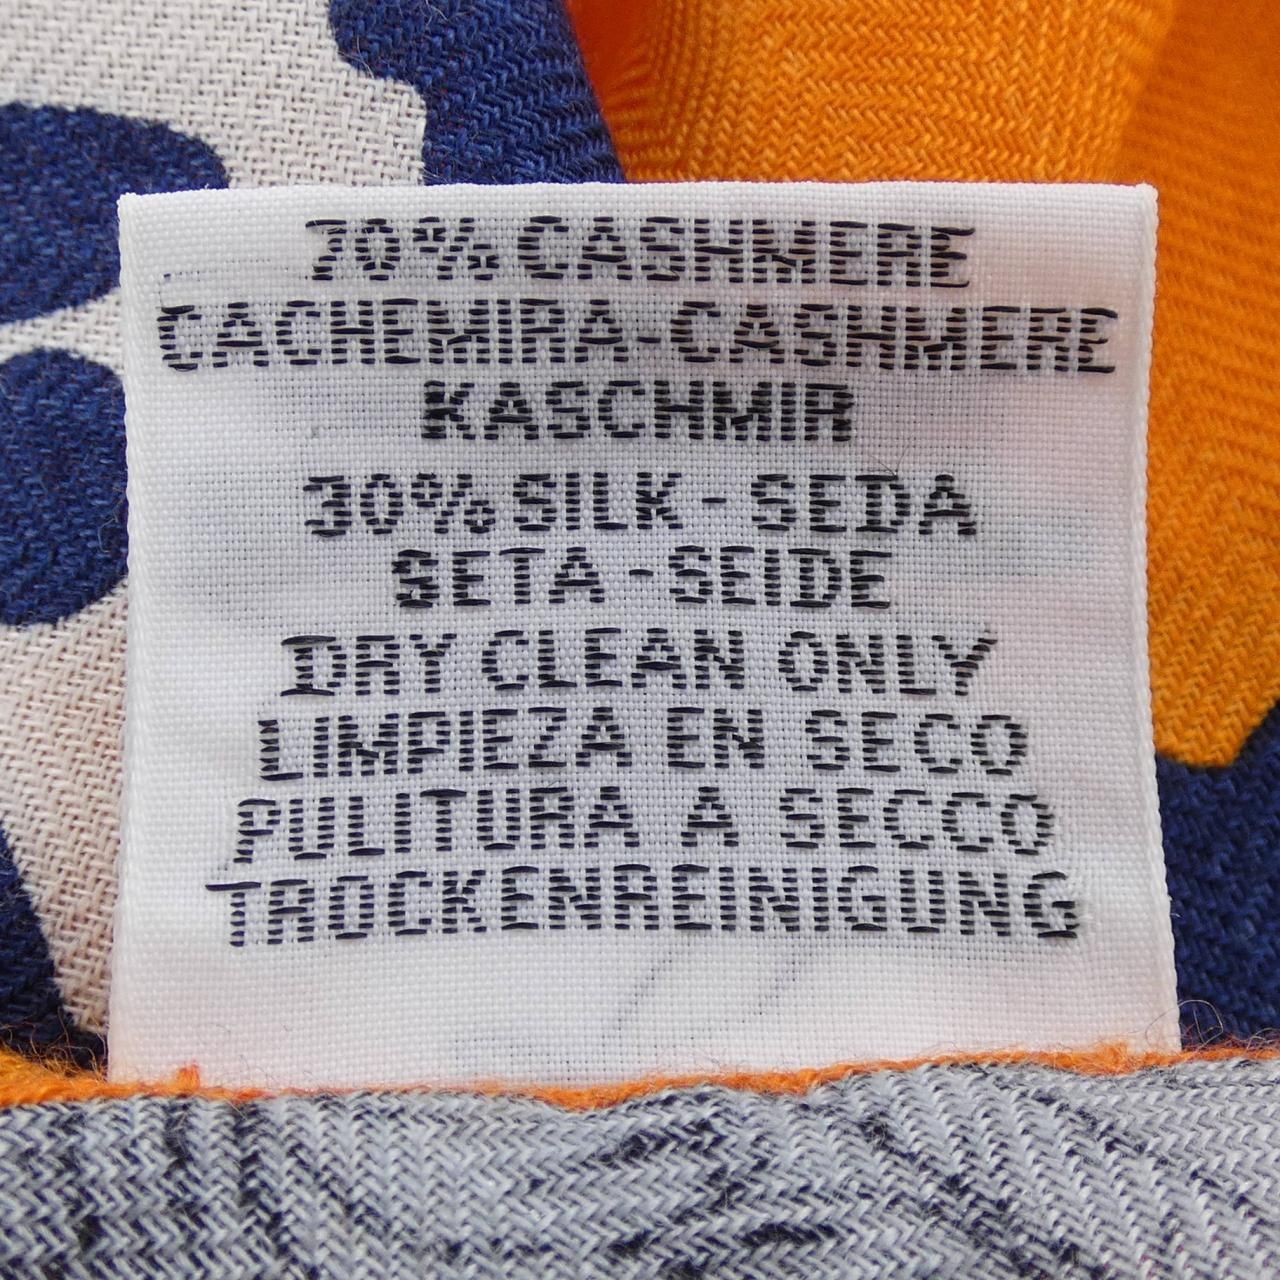 70% CASHMERE
CACHEMIRA-CASHMERE
KASCHMIR
30% SILK - SEDA
SETA - SEIDE
DRY CLEAN ONLY
LIMPIEZA EN SECO
PULITURA A SECCO
TROCKENREINIGUNG